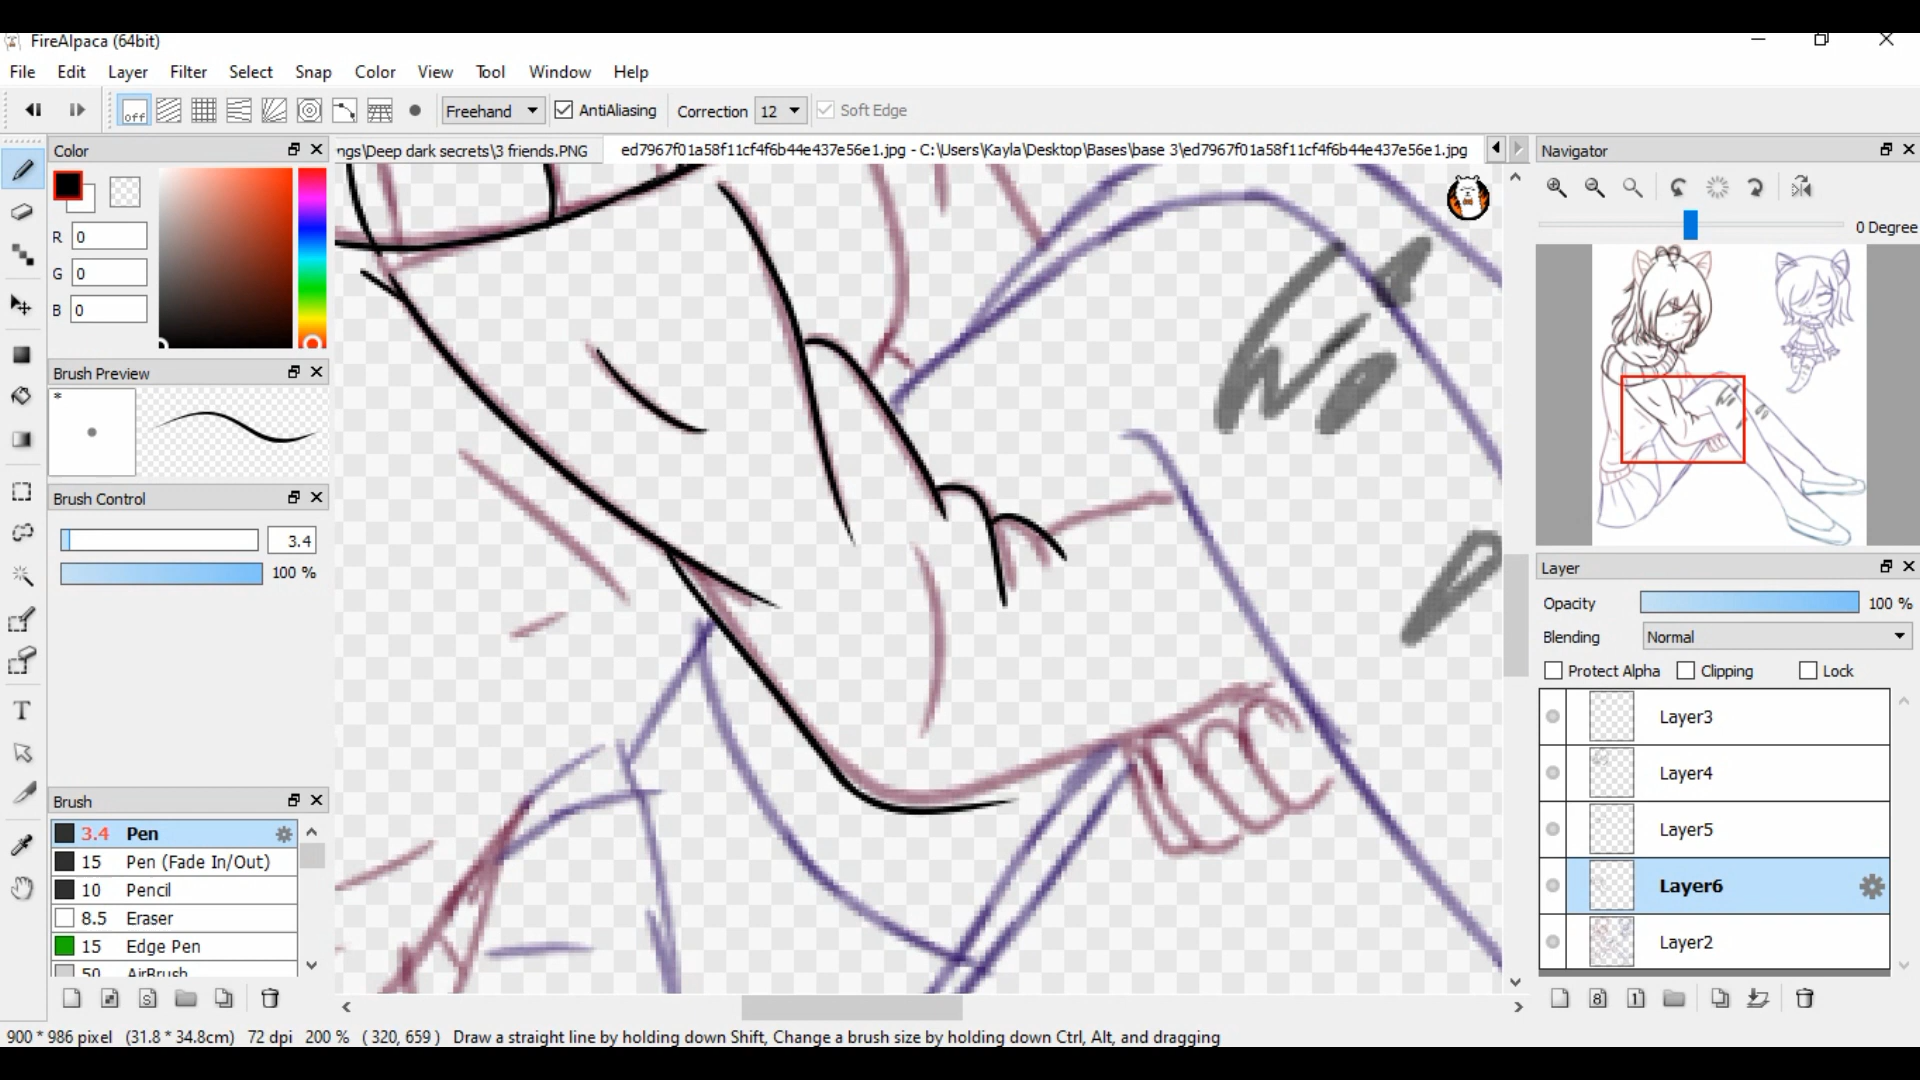 FireAlpaca (64bit)
File Edit Layer Filter Select Snap Color View Tool Window Help
off Freehand AntiAliasing Correction 12 Soft Edge
Color
ngs\Deep dark secrets\3 friends.PNG
ed7967f01a58f11cf4f6b44e437e56e1.jpg - C:\Users\Kayla\Desktop\Bases\base 3\ed7967f01a58f11cf4f6b44e437e56e1.jpg
Navigator
R 0
G 0
B 0
0 Degree
Brush Preview
*
Brush Control
3.4
100 %
Brush
3.4 Pen
15 Pen (Fade In/Out)
10 Pencil
8.5 Eraser
15 Edge Pen
50 AirBrush
Layer
Opacity 100 %
Blending Normal
Protect Alpha Clipping Lock
Layer3
Layer4
Layer5
Layer6
Layer2
S
8 1
T
900 * 986 pixel (31.8 * 34.8cm) 72 dpi 200 % ( 320, 659 ) Draw a straight line by holding down Shift, Change a brush size by holding down Ctrl, Alt, and dragging